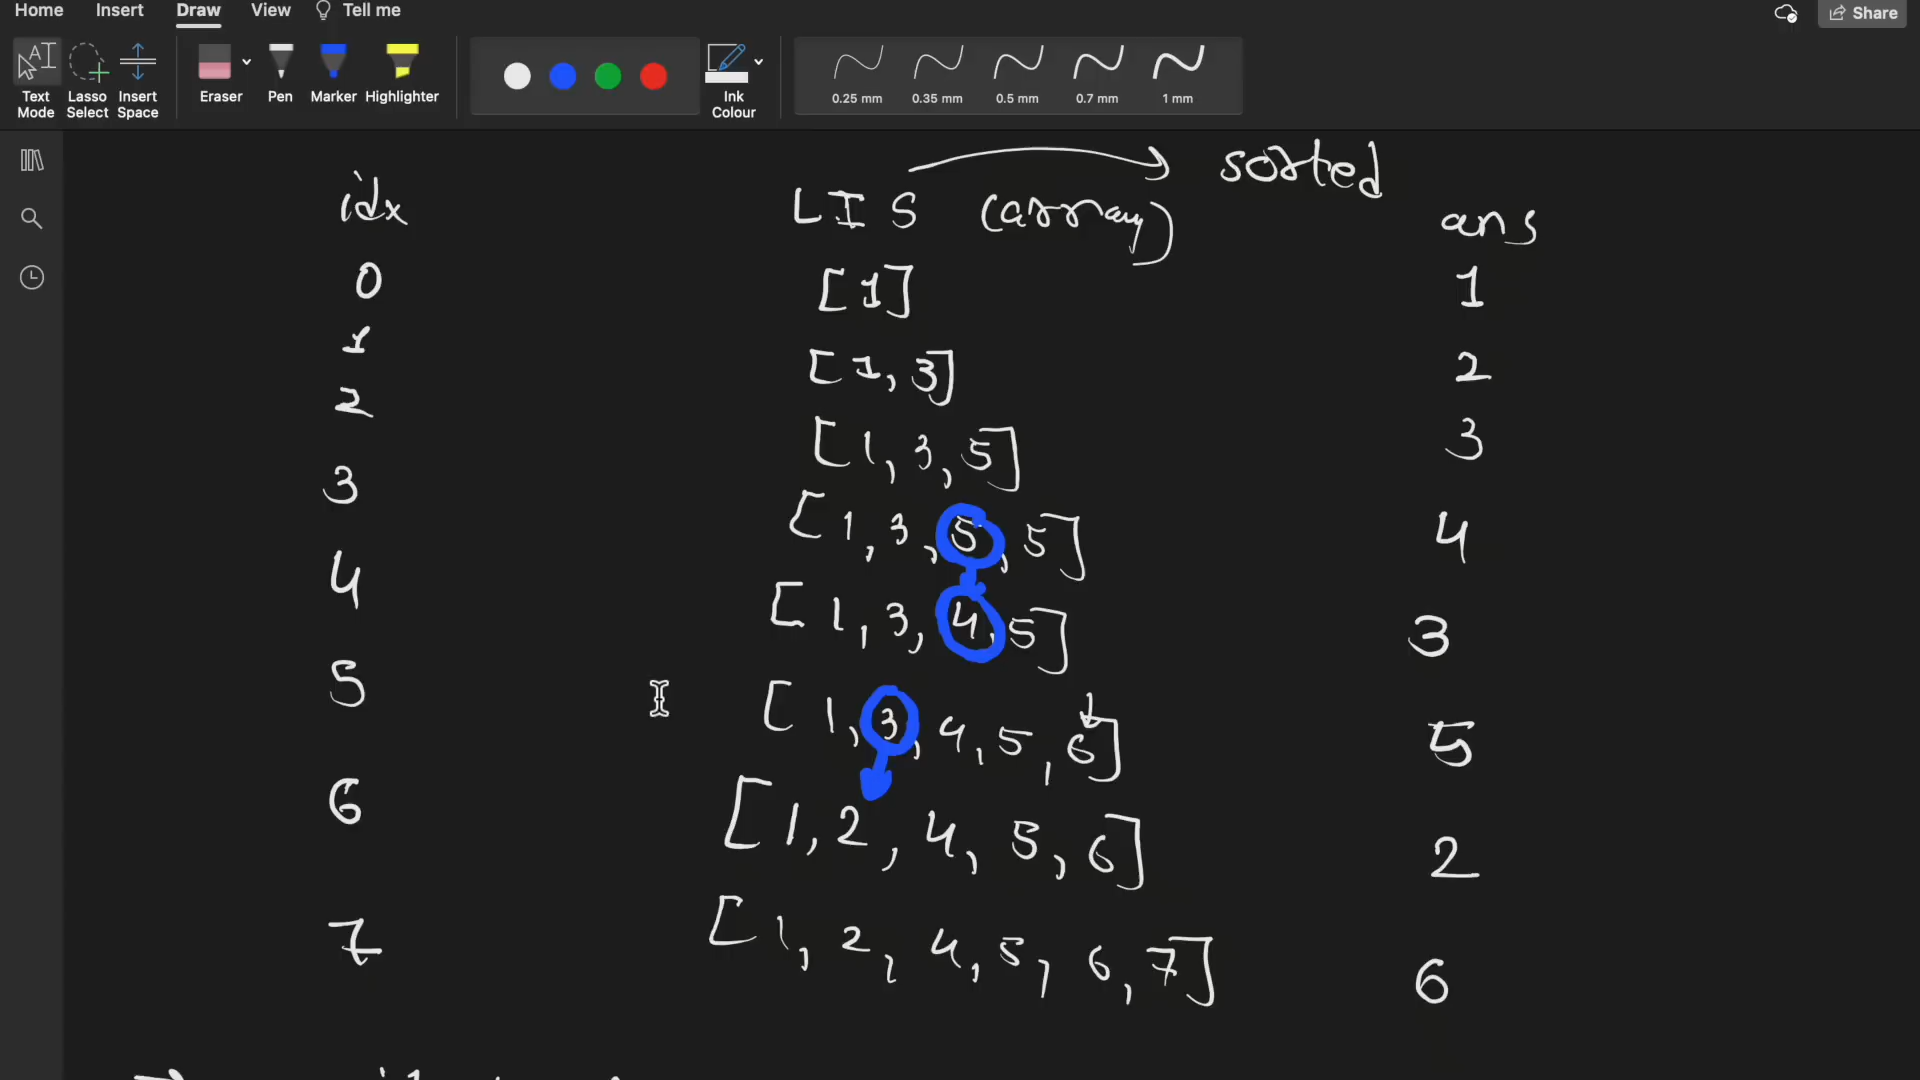 Home Insert Draw View Tell me Share
Text Mode Lasso Select Insert Space Eraser Pen Marker Highlighter Ink Colour 0.25 mm 0.35 mm 0.5 mm 0.7 mm 1 mm
sorted
idx LIS (array) ans
0 [1] 1
1 [1, 3] 2
2 [1, 3, 5] 3
3 [1, 3, 5, 5] 4
4 [1, 3, 4, 5] 3
5 [1, 3, 4, 5, 6] 5
6 [1, 2, 4, 5, 6] 2
7 [1, 2, 4, 5, 6, 7] 6